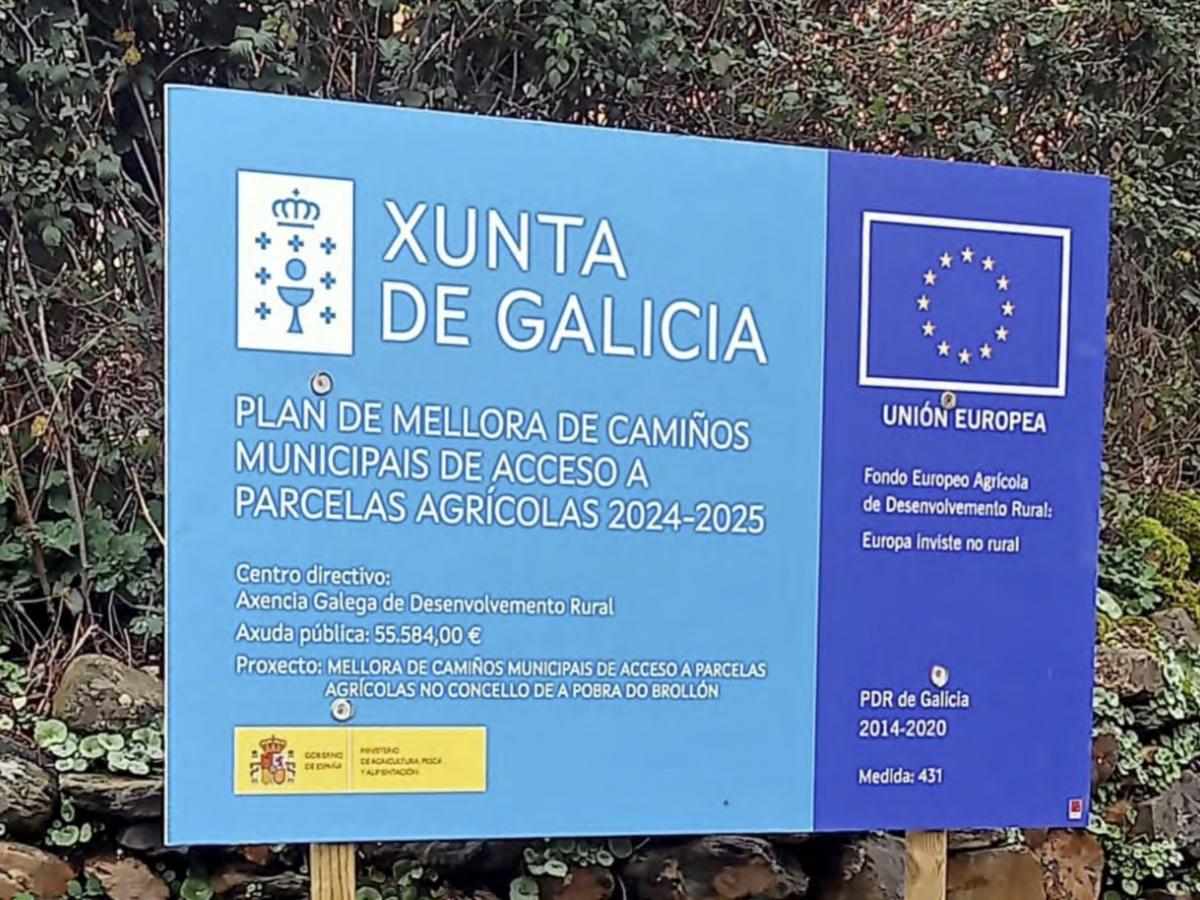 XUNTA
DE GALICIA
PLAN DE MELLORA DE CAMIÑOS
MUNICIPAIS DE ACCESO A
PARCELAS AGRÍCOLAS 2024-2025
Centro directivo:
Axencia Galega de Desenvolvemento Rural
Axuda pública: 55.584,00 €
Proxecto: MELLORA DE CAMIÑOS MUNICIPAIS DE ACCESO A PARCELAS
AGRÍCOLAS NO CONCELLO DE A POBRA DO BROLLÓN
GOBIERNO
DE ESPAÑA
MINISTERIO
DE AGRICULTURA, PESCA
Y ALIMENTACIÓN
UNIÓN EUROPEA
Fondo Europeo Agrícola
de Desenvolvemento Rural:
Europa inviste no rural
PDR de Galicia
2014-2020
Medida: 431